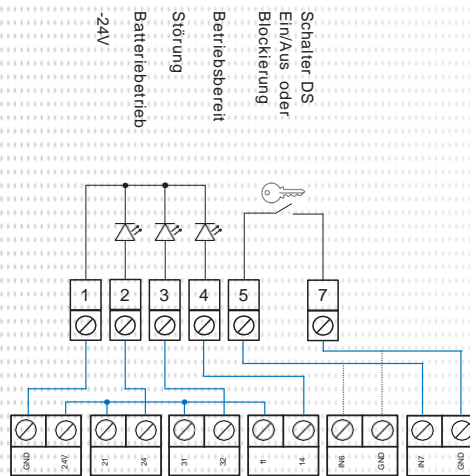 Schalter DS
Ein/Aus oder
Blockierung
Betriebsbereit
Störung
Batteriebetrieb
-24V
1
2
3
4
5
7
GND
24V
21
24
31
32
11
14
IN6
GND
IN7
GND